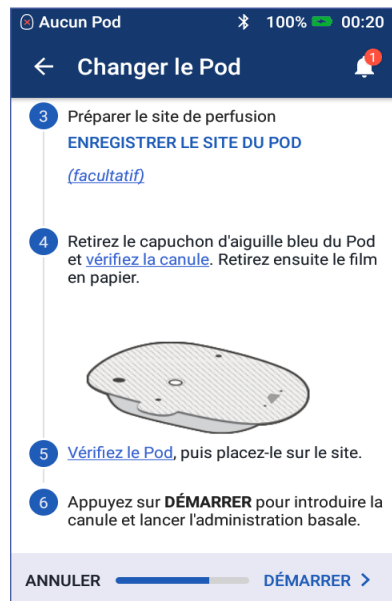 Aucun Pod 100% 00:20
Changer le Pod 1
3 Préparer le site de perfusion
ENREGISTRER LE SITE DU POD
(facultatif)
4 Retirez le capuchon d'aiguille bleu du Pod
et vérifiez la canule. Retirez ensuite le film
en papier.
5 Vérifiez le Pod, puis placez-le sur le site.
6 Appuyez sur DÉMARRER pour introduire la
canule et lancer l'administration basale.
ANNULER DÉMARRER